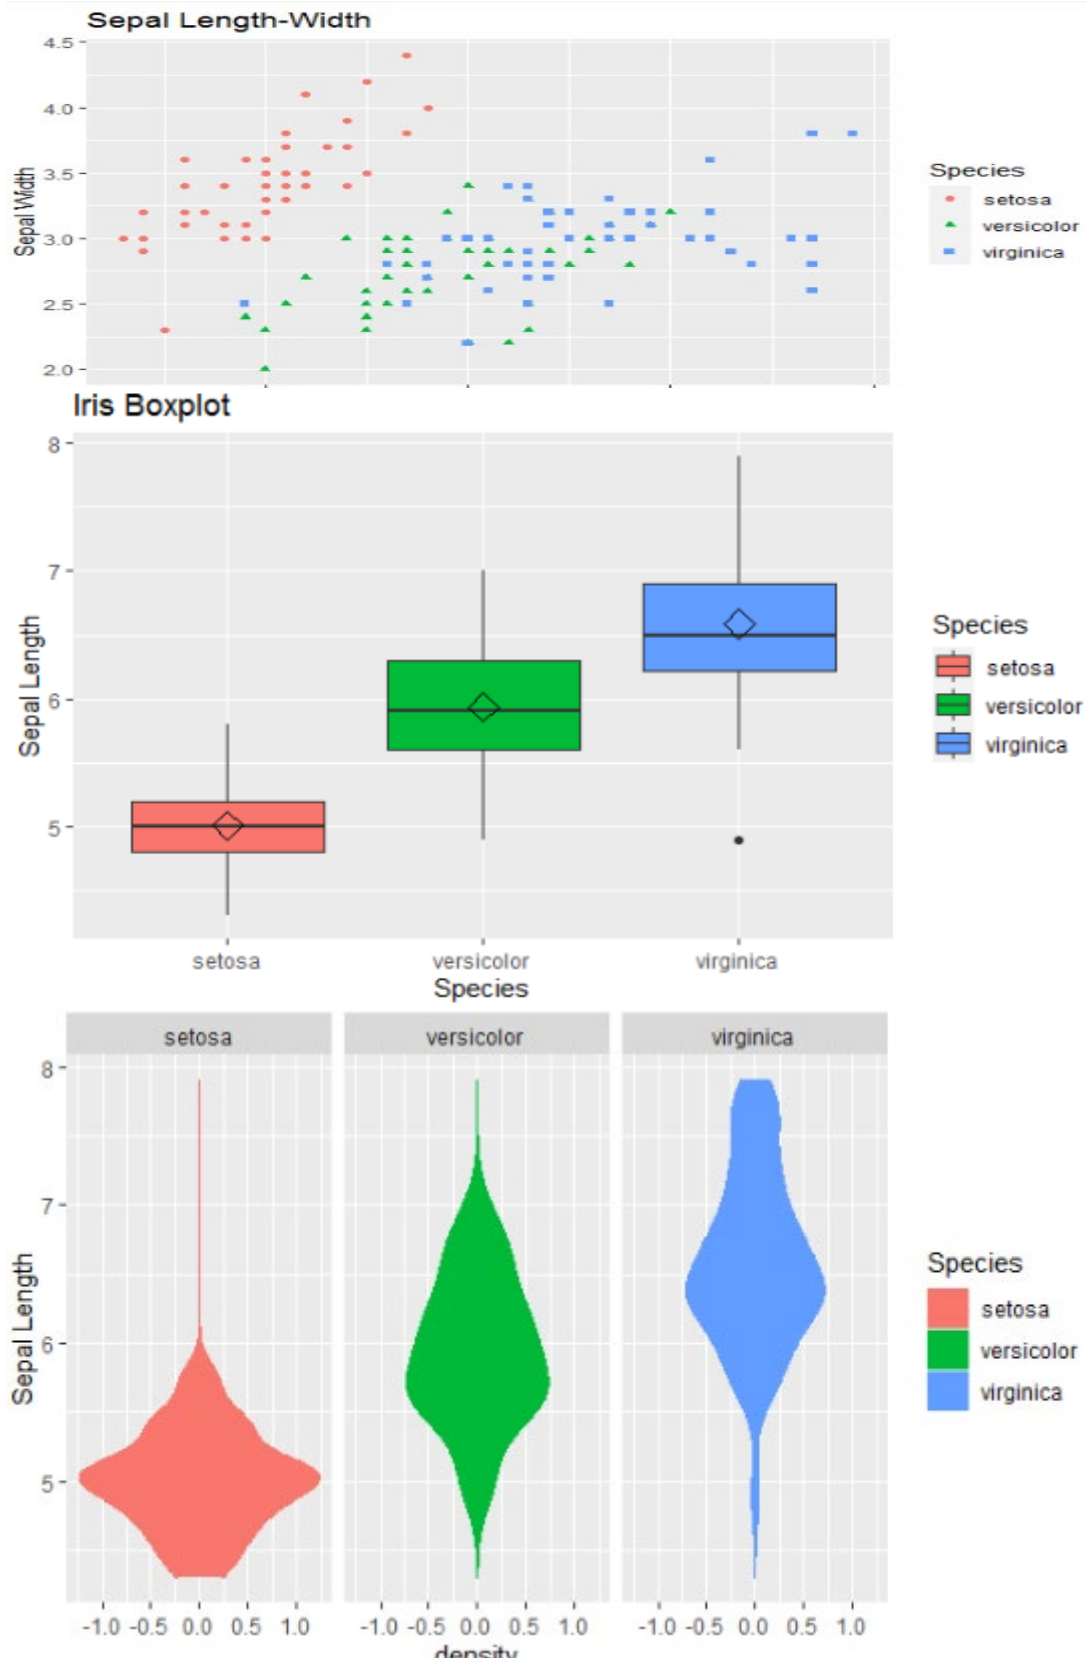 Sepal Length-Width
4.5
4.0
3.5
3.0
2.5
2.0
Sepal Width
Species
setosa
versicolor
virginica
Iris Boxplot
8
7
6
5
Sepal Length
setosa versicolor virginica
Species
Species
setosa
versicolor
virginica
setosa versicolor virginica
8
7
6
5
Sepal Length
-1.0 -0.5 0.0 0.5 1.0 -1.0 -0.5 0.0 0.5 1.0 -1.0 -0.5 0.0 0.5 1.0
density
Species
setosa
versicolor
virginica